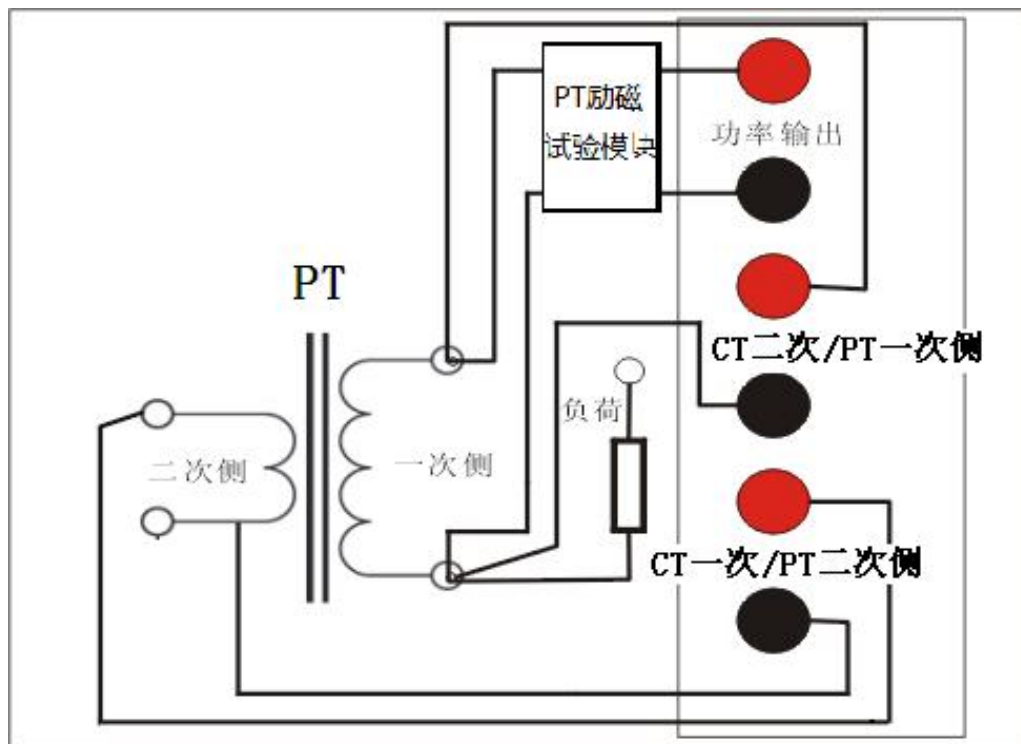 PT励磁
试验模块
功率输出
PT
CT二次/PT一次侧
负荷
二次侧
一次侧
CT一次/PT二次侧